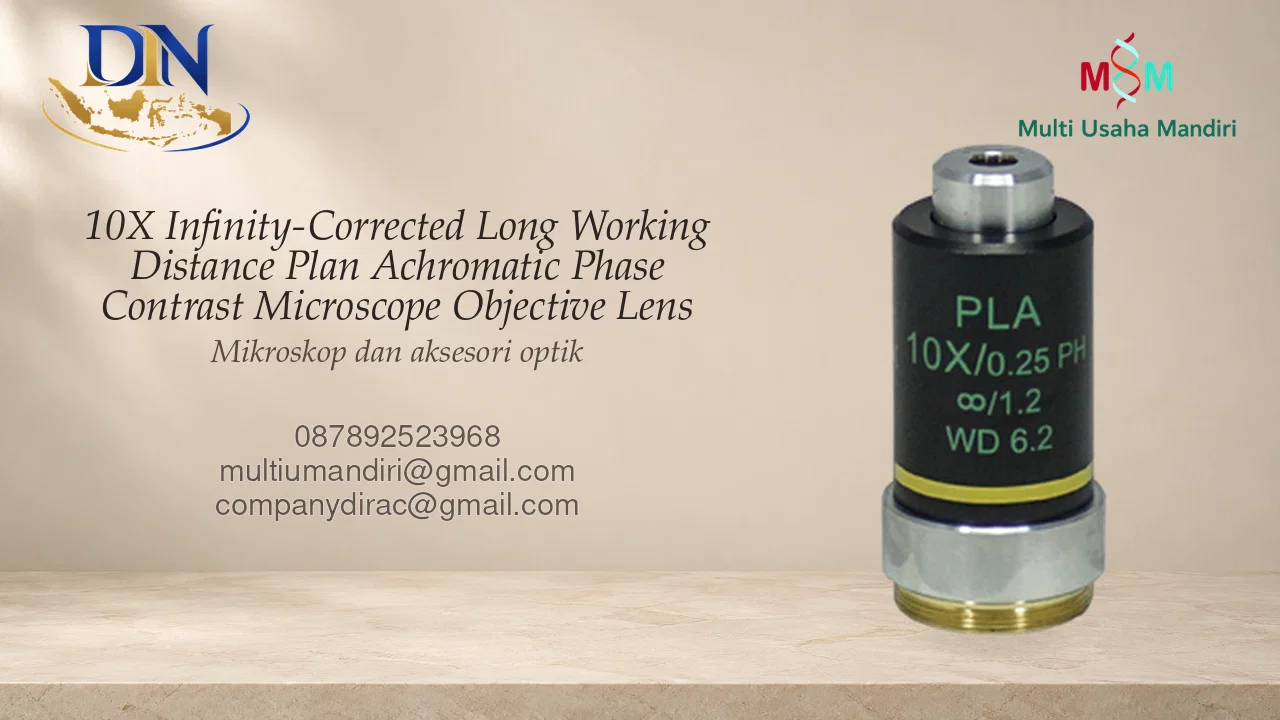 DN
M M
Multi Usaha Mandiri
10X Infinity-Corrected Long Working
Distance Plan Achromatic Phase
Contrast Microscope Objective Lens
Mikroskop dan aksesori optik
087892523968
multiumandiri@gmail.com
companydirac@gmail.com
PLA
10X/0.25 PH
∞/1.2
WD 6.2